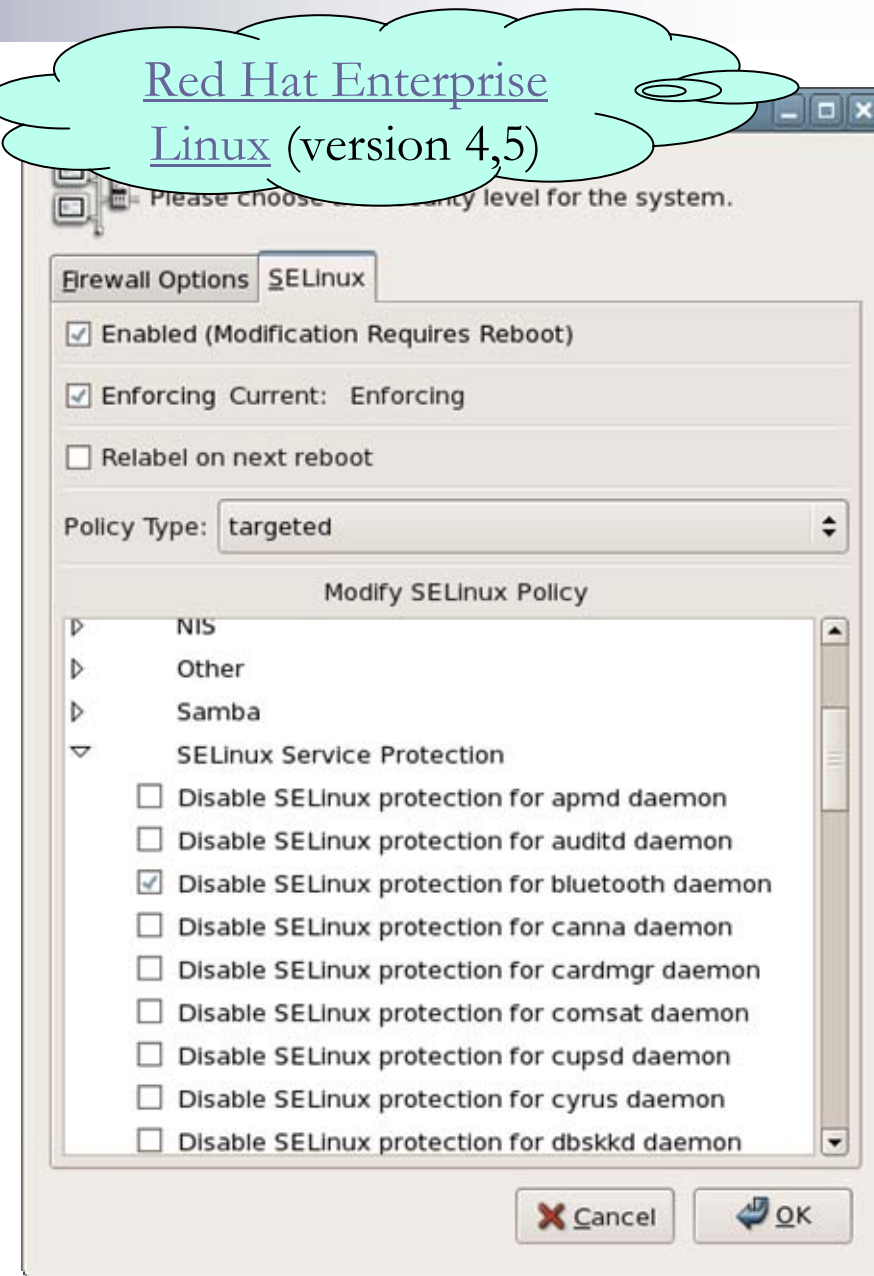 Red Hat Enterprise
Linux (version 4,5)
Please choose security level for the system.
Firewall Options SELinux
Enabled (Modification Requires Reboot)
Enforcing Current: Enforcing
Relabel on next reboot
Policy Type: targeted
Modify SELinux Policy
NIS
Other
Samba
SELinux Service Protection
Disable SELinux protection for apmd daemon
Disable SELinux protection for auditd daemon
Disable SELinux protection for bluetooth daemon
Disable SELinux protection for canna daemon
Disable SELinux protection for cardmgr daemon
Disable SELinux protection for comsat daemon
Disable SELinux protection for cupsd daemon
Disable SELinux protection for cyrus daemon
Disable SELinux protection for dbskkd daemon
Cancel OK